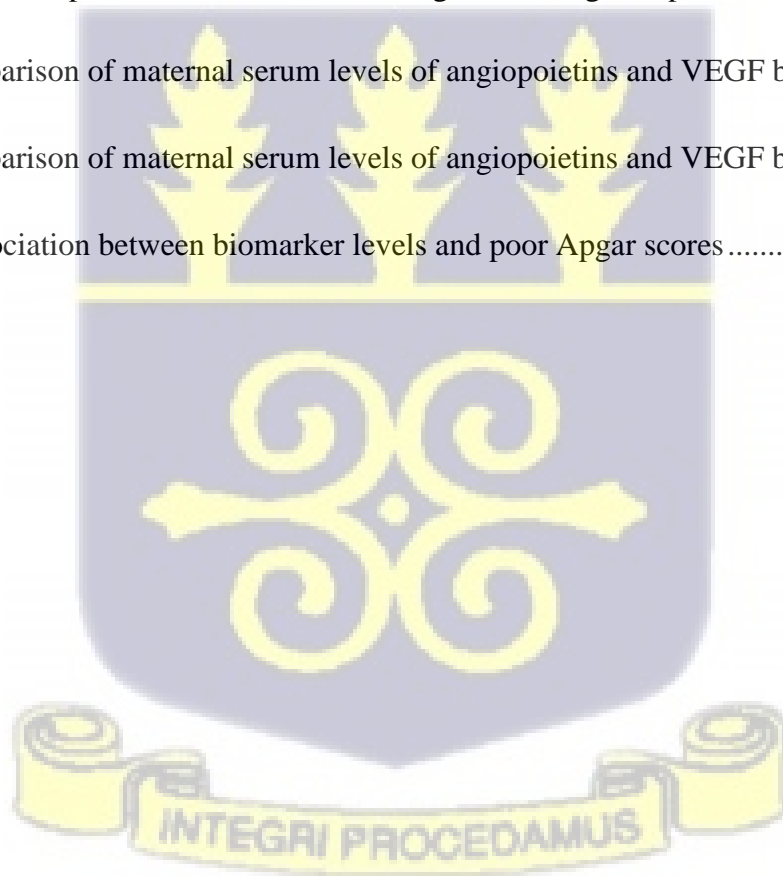 parison of maternal serum levels of angiopoietins and VEGF b
parison of maternal serum levels of angiopoietins and VEGF b
ociation between biomarker levels and poor Apgar scores.......
INTEGRI PROCEDAMUS